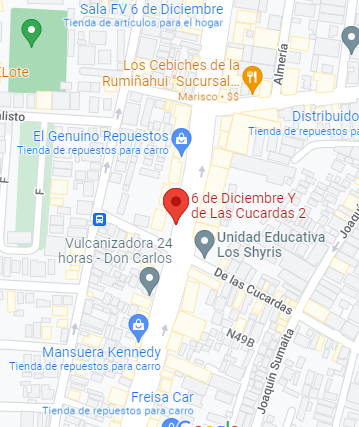 Sala FV 6 de Diciembre
Tienda de artículos para el hogar
Lote
Los Cebiches de la
Rumiñahui "Sucursal...
Marisco • $$
Almería
alisto
Distribuido
Tienda de repuestos para
El Genuino Repuestos
Tienda de repuestos para carro
F
F
6 de Diciembre Y
de Las Cucardas 2
Vulcanizadora 24
horas - Don Carlos
Unidad Educativa
Los Shyris
Joaquín
De las Cucardas
N49B
Joaquín Sumaita
Mansuera Kennedy
Tienda de repuestos para carro
Freisa Car
Tienda de repuestos para carro
Google